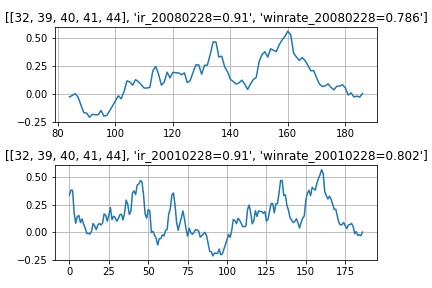 [[32, 39, 40, 41, 44], 'ir_20080228=0.91', 'winrate_20080228=0.786']
0.50
0.25
0.00
−0.25
80 100 120 140 160 180
[[32, 39, 40, 41, 44], 'ir_20010228=0.91', 'winrate_20010228=0.802']
0.50
0.25
0.00
−0.25
0 25 50 75 100 125 150 175